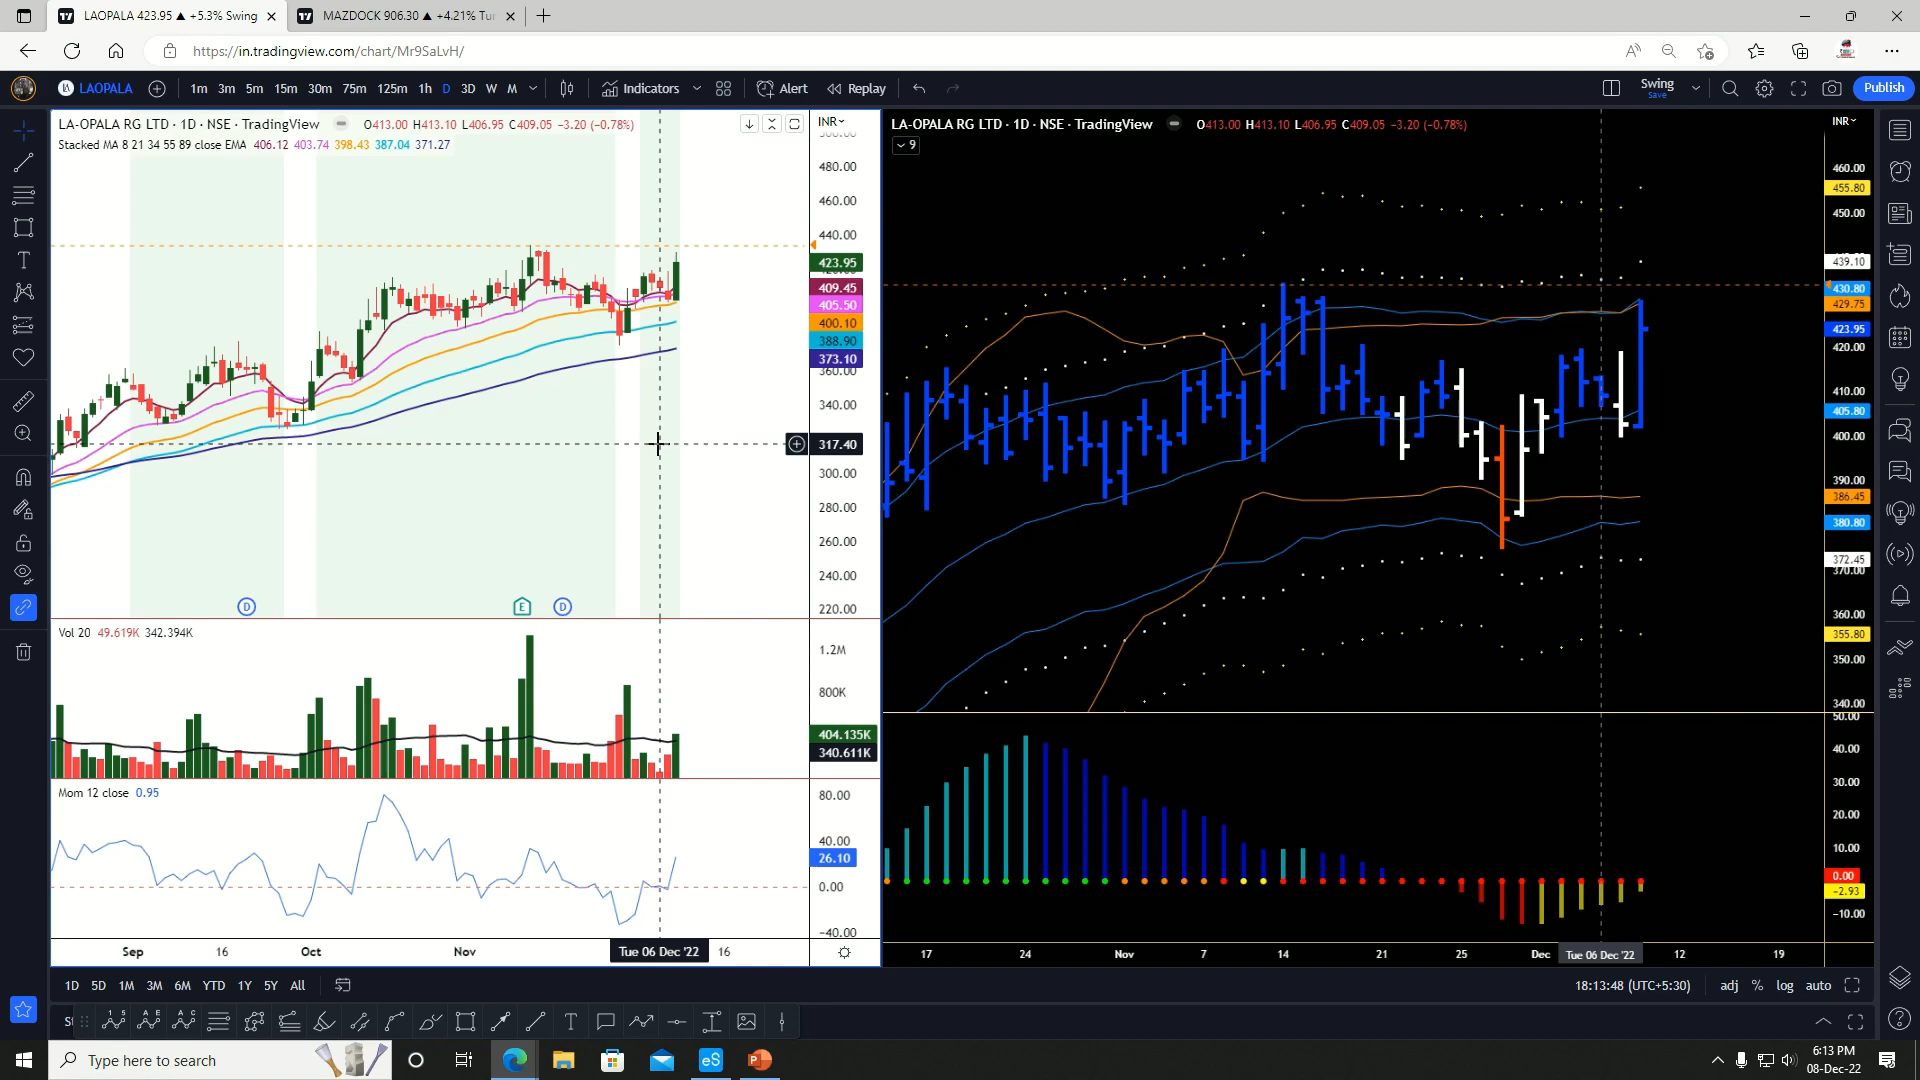 LAOPALA 423.95 ▲ +5.3% Swing
MAZDOCK 906.30 ▲ +4.21%
https://in.tradingview.com/chart/Mr9SaLvH/
LAOPALA 1m 3m 5m 15m 30m 75m 125m 1h D 3D W M Indicators Alert Replay Swing Save Publish
LA-OPALA RG LTD · 1D · NSE · TradingView O413.00 H413.10 L406.95 C409.05 −3.20 (−0.78%)
INR
Stacked MA 8 21 34 55 89 close EMA 406.12 403.74 398.43 387.04 371.27
480.00
460.00
440.00
423.95
409.45
405.50
400.10
388.90
373.10
360.00
340.00
317.40
300.00
280.00
260.00
240.00
220.00
D E D
Vol 20 49.619K 342.394K
1.2M
800K
404.135K
340.611K
Mom 12 close 0.95
80.00
40.00
26.10
0.00
−40.00
Sep 16 Oct Nov Tue 06 Dec '22 16
LA-OPALA RG LTD · 1D · NSE · TradingView O413.00 H413.10 L406.95 C409.05 −3.20 (−0.78%)
INR
9
460.00
455.80
450.00
439.10
430.80
429.75
423.95
420.00
410.00
405.80
400.00
390.00
386.45
380.80
372.45
370.00
360.00
355.80
350.00
340.00
50.00
40.00
30.00
20.00
10.00
0.00
−2.93
−10.00
17 24 Nov 7 14 21 25 Dec Tue 06 Dec '22 12 19
1D 5D 1M 3M 6M YTD 1Y 5Y All
18:13:48 (UTC+5:30) adj % log auto
Type here to search
eS
6:13 PM
08-Dec-22